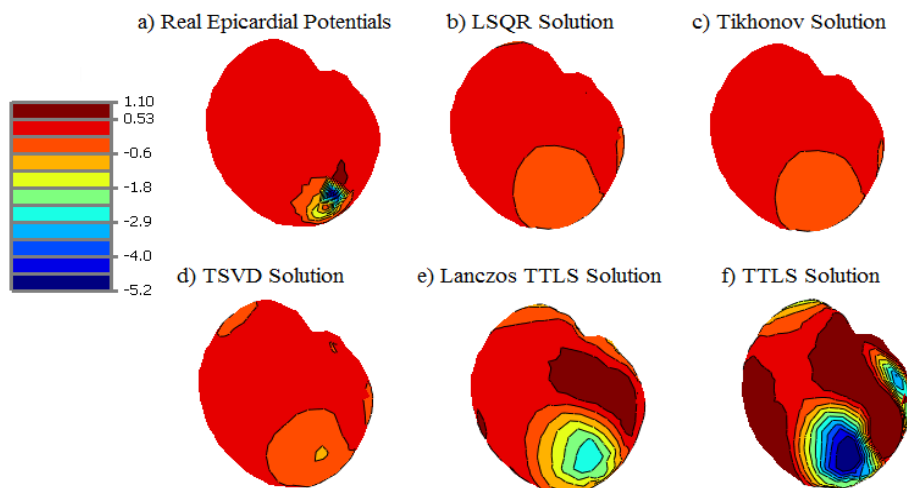 a) Real Epicardial Potentials
b) LSQR Solution
c) Tikhonov Solution
1.10
0.53
-0.6
-1.8
-2.9
-4.0
-5.2
d) TSVD Solution
e) Lanczos TTLS Solution
f) TTLS Solution